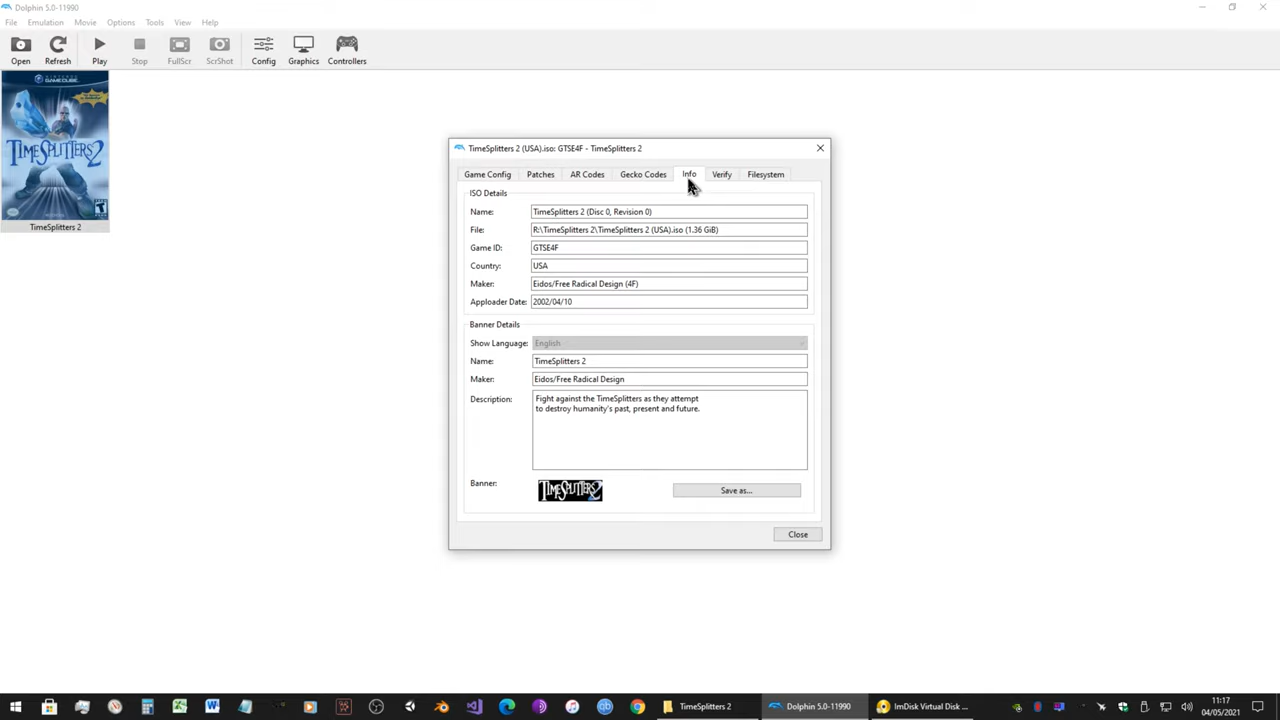 Dolphin 5.0-11990
File Emulation Movie Options Tools View Help
Open Refresh Play Stop FullScr ScrShot Config Graphics Controllers
NINTENDO GAMECUBE
TIMESPLITTERS 2
TimeSplitters 2
TimeSplitters 2 (USA).iso: GTSE4F - TimeSplitters 2
Game Config Patches AR Codes Gecko Codes Info Verify Filesystem
ISO Details
Name: TimeSplitters 2 (Disc 0, Revision 0)
File: R:\TimeSplitters 2\TimeSplitters 2 (USA).iso (1.36 GiB)
Game ID: GTSE4F
Country: USA
Maker: Eidos/Free Radical Design (4F)
Apploader Date: 2002/04/10
Banner Details
Show Language: English
Name: TimeSplitters 2
Maker: Eidos/Free Radical Design
Description: Fight against the TimeSplitters as they attempt
to destroy humanity's past, present and future.
Banner: TIMESPLITTERS 2 Save as...
Close
TimeSplitters 2 Dolphin 5.0-11990 ImDisk Virtual Disk ...
11:17
04/05/2021